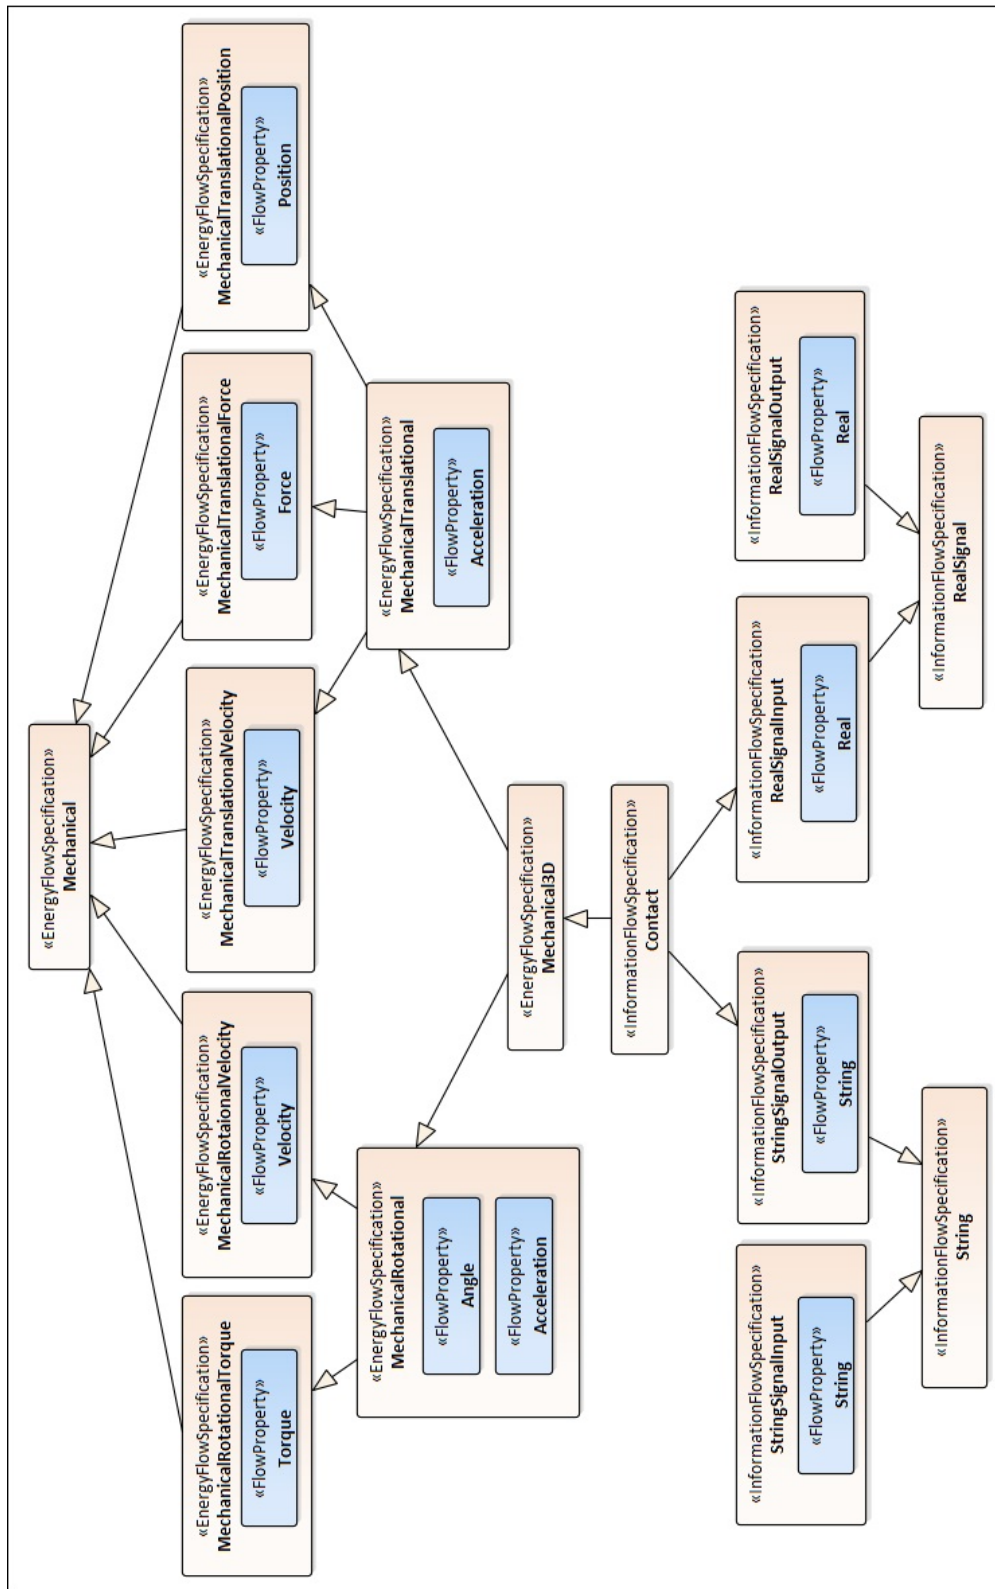 «EnergyFlowSpecification»
Mechanical
«EnergyFlowSpecification»
MechanicalRotationalTorque
«FlowProperty»
Torque
«EnergyFlowSpecification»
MechanicalRotaionalVelocity
«FlowProperty»
Velocity
«EnergyFlowSpecification»
MechanicalTranslationalVelocity
«FlowProperty»
Velocity
«EnergyFlowSpecification»
MechanicalTranslationalForce
«FlowProperty»
Force
«EnergyFlowSpecification»
MechanicalTranslationalPosition
«FlowProperty»
Position
«EnergyFlowSpecification»
MechanicalRotational
«FlowProperty»
Angle
«FlowProperty»
Acceleration
«EnergyFlowSpecification»
MechanicalTranslational
«FlowProperty»
Acceleration
«EnergyFlowSpecification»
Mechanical3D
«InformationFlowSpecification»
Contact
«InformationFlowSpecification»
StringSignalInput
«FlowProperty»
String
«InformationFlowSpecification»
StringSignalOutput
«FlowProperty»
String
«InformationFlowSpecification»
RealSignalInput
«FlowProperty»
Real
«InformationFlowSpecification»
RealSignalOutput
«FlowProperty»
Real
«InformationFlowSpecification»
String
«InformationFlowSpecification»
RealSignal